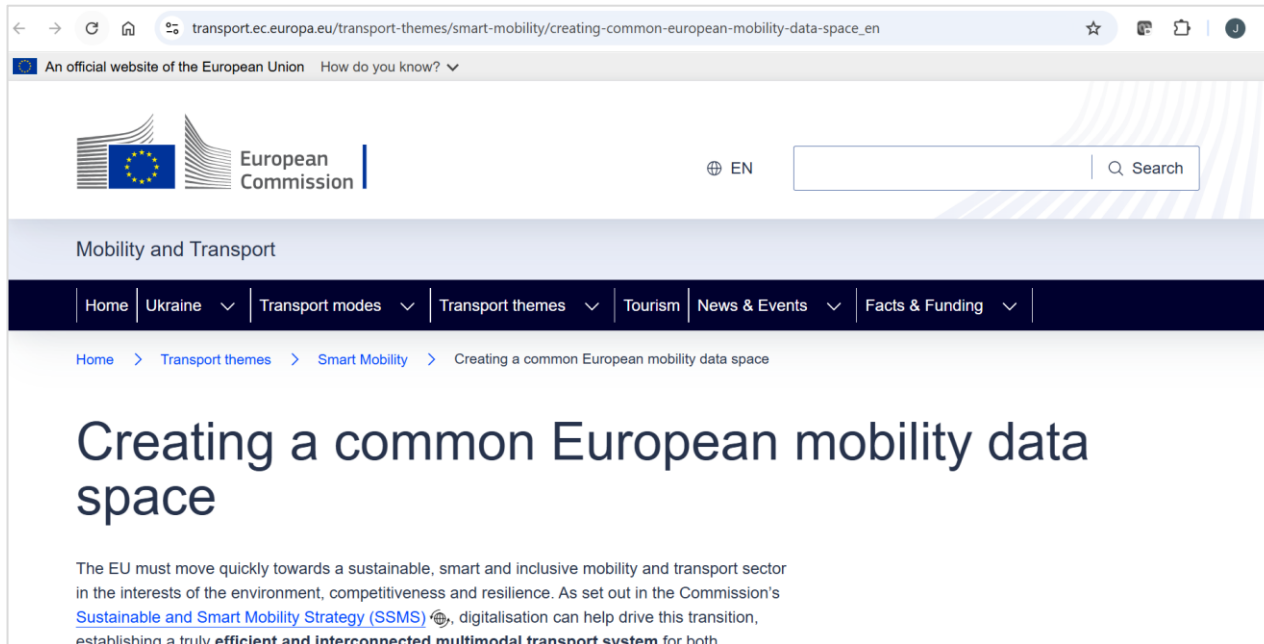 transport.ec.europa.eu/transport-themes/smart-mobility/creating-common-european-mobility-data-space_en
J
An official website of the European Union How do you know?
European
Commission
EN
Search
Mobility and Transport
Home Ukraine Transport modes Transport themes Tourism News & Events Facts & Funding
Home > Transport themes > Smart Mobility > Creating a common European mobility data space
Creating a common European mobility data
space
The EU must move quickly towards a sustainable, smart and inclusive mobility and transport sector
in the interests of the environment, competitiveness and resilience. As set out in the Commission's
Sustainable and Smart Mobility Strategy (SSMS) , digitalisation can help drive this transition,
establishing a truly efficient and interconnected multimodal transport system for both